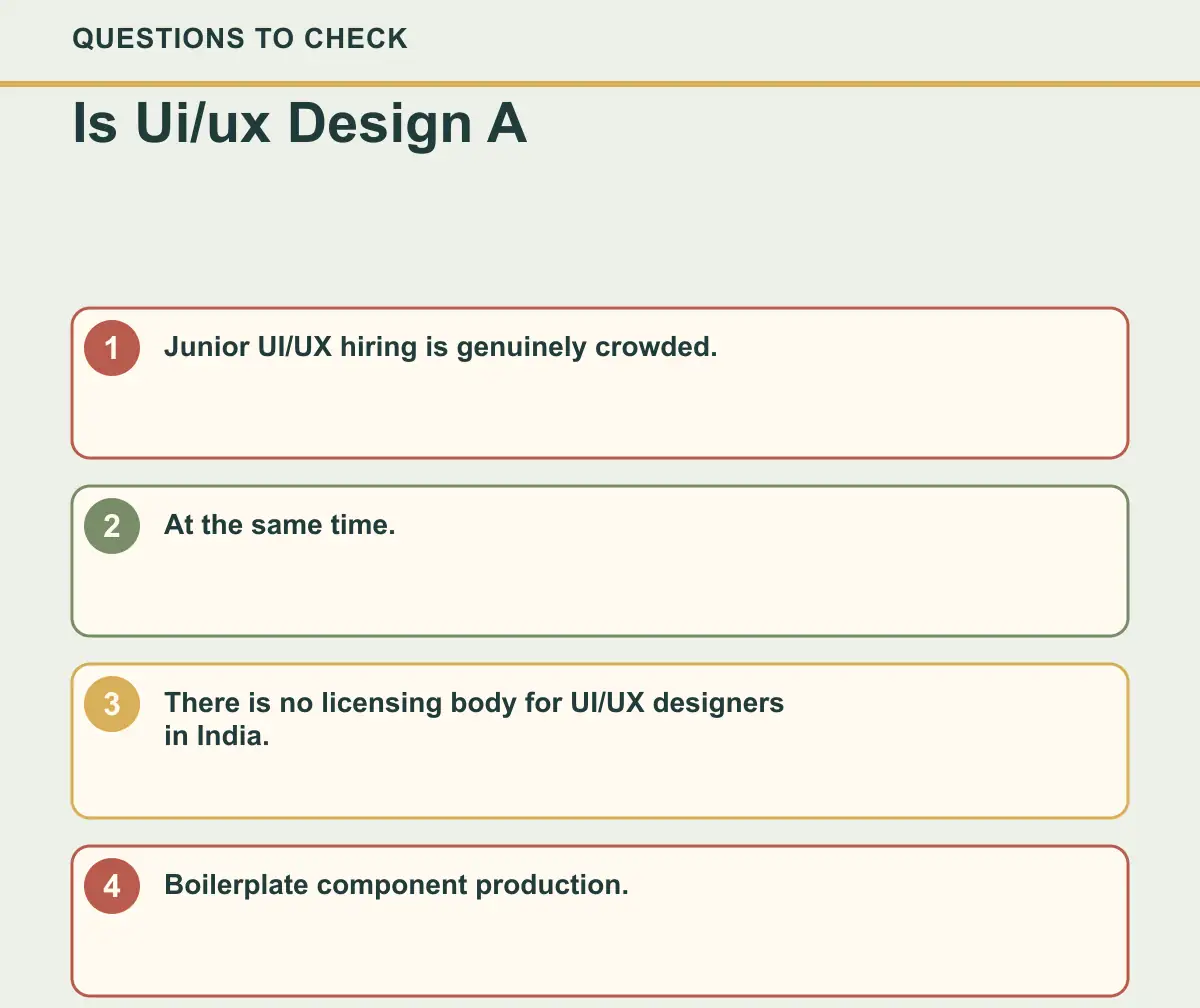 QUESTIONS TO CHECK
Is Ui/ux Design A
1
Junior UI/UX hiring is genuinely crowded.
2
At the same time.
3
There is no licensing body for UI/UX designers
in India.
4
Boilerplate component production.